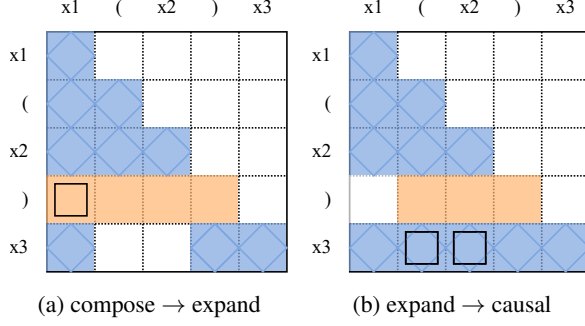 x1 ( x2 ) x3 x1 ( x2 ) x3
x1 x1
( (
x2 x2
) )
x3 x3
(a) compose → expand (b) expand → causal